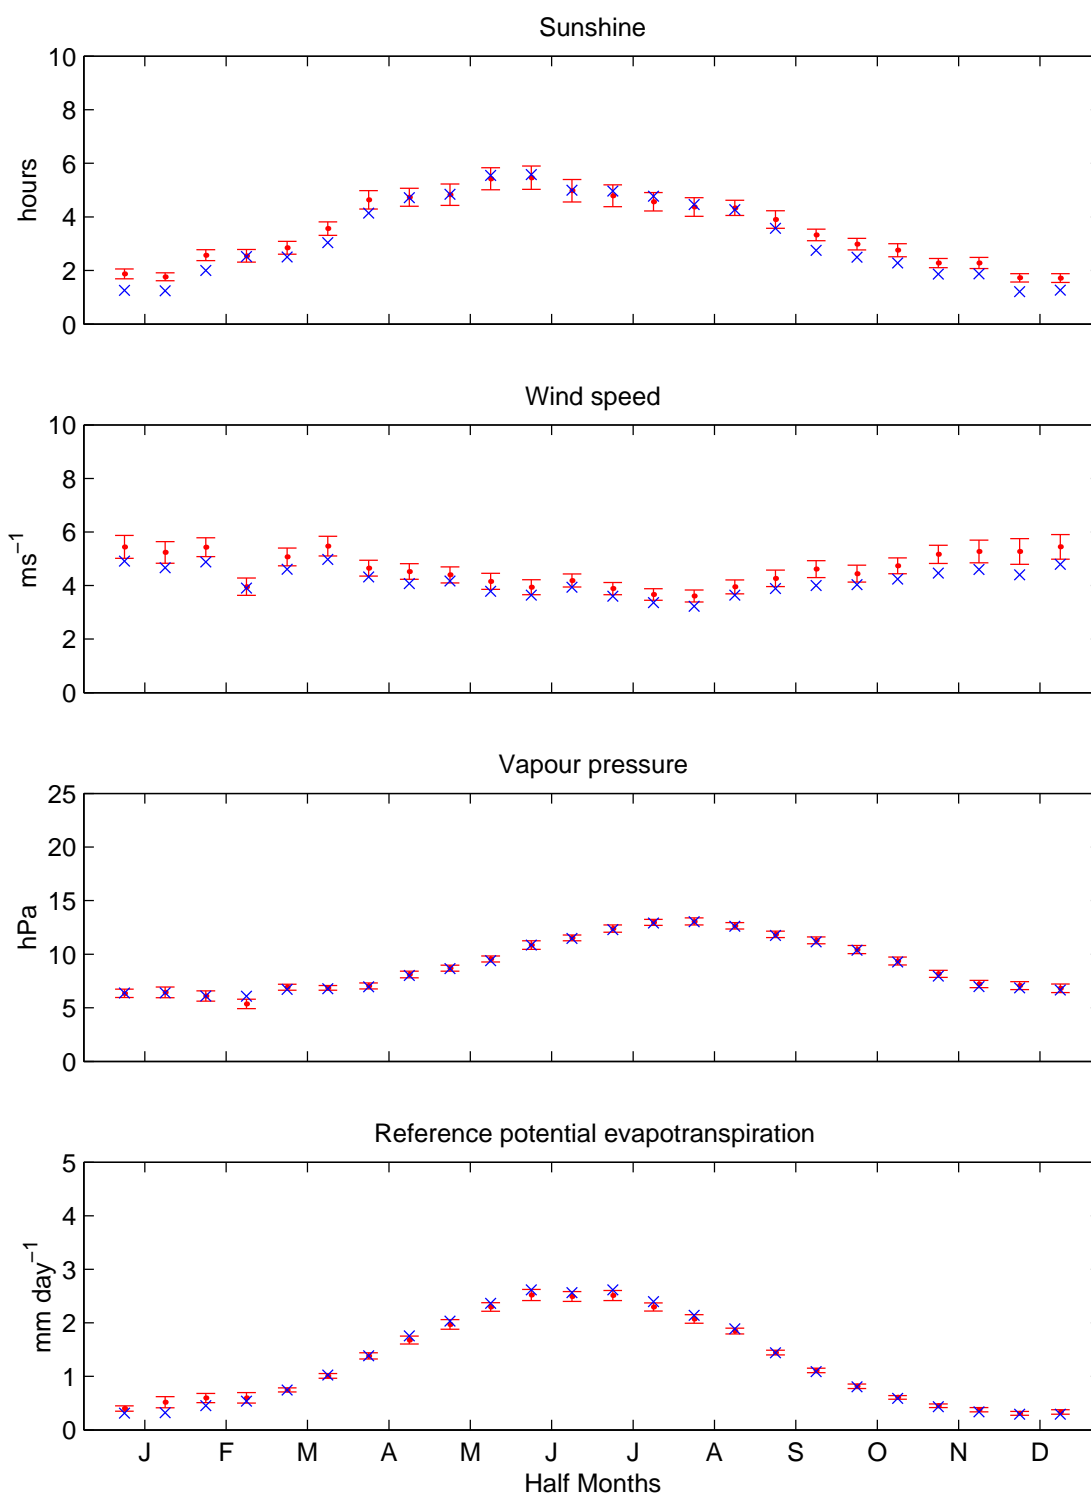 Sunshine
10
8
6
4
2
0
hours
Wind speed
10
8
6
4
2
0
ms−1
Vapour pressure
25
20
15
10
5
0
hPa
Reference potential evapotranspiration
5
4
3
2
1
0
mm day−1
J F M A M J J A S O N D
Half Months